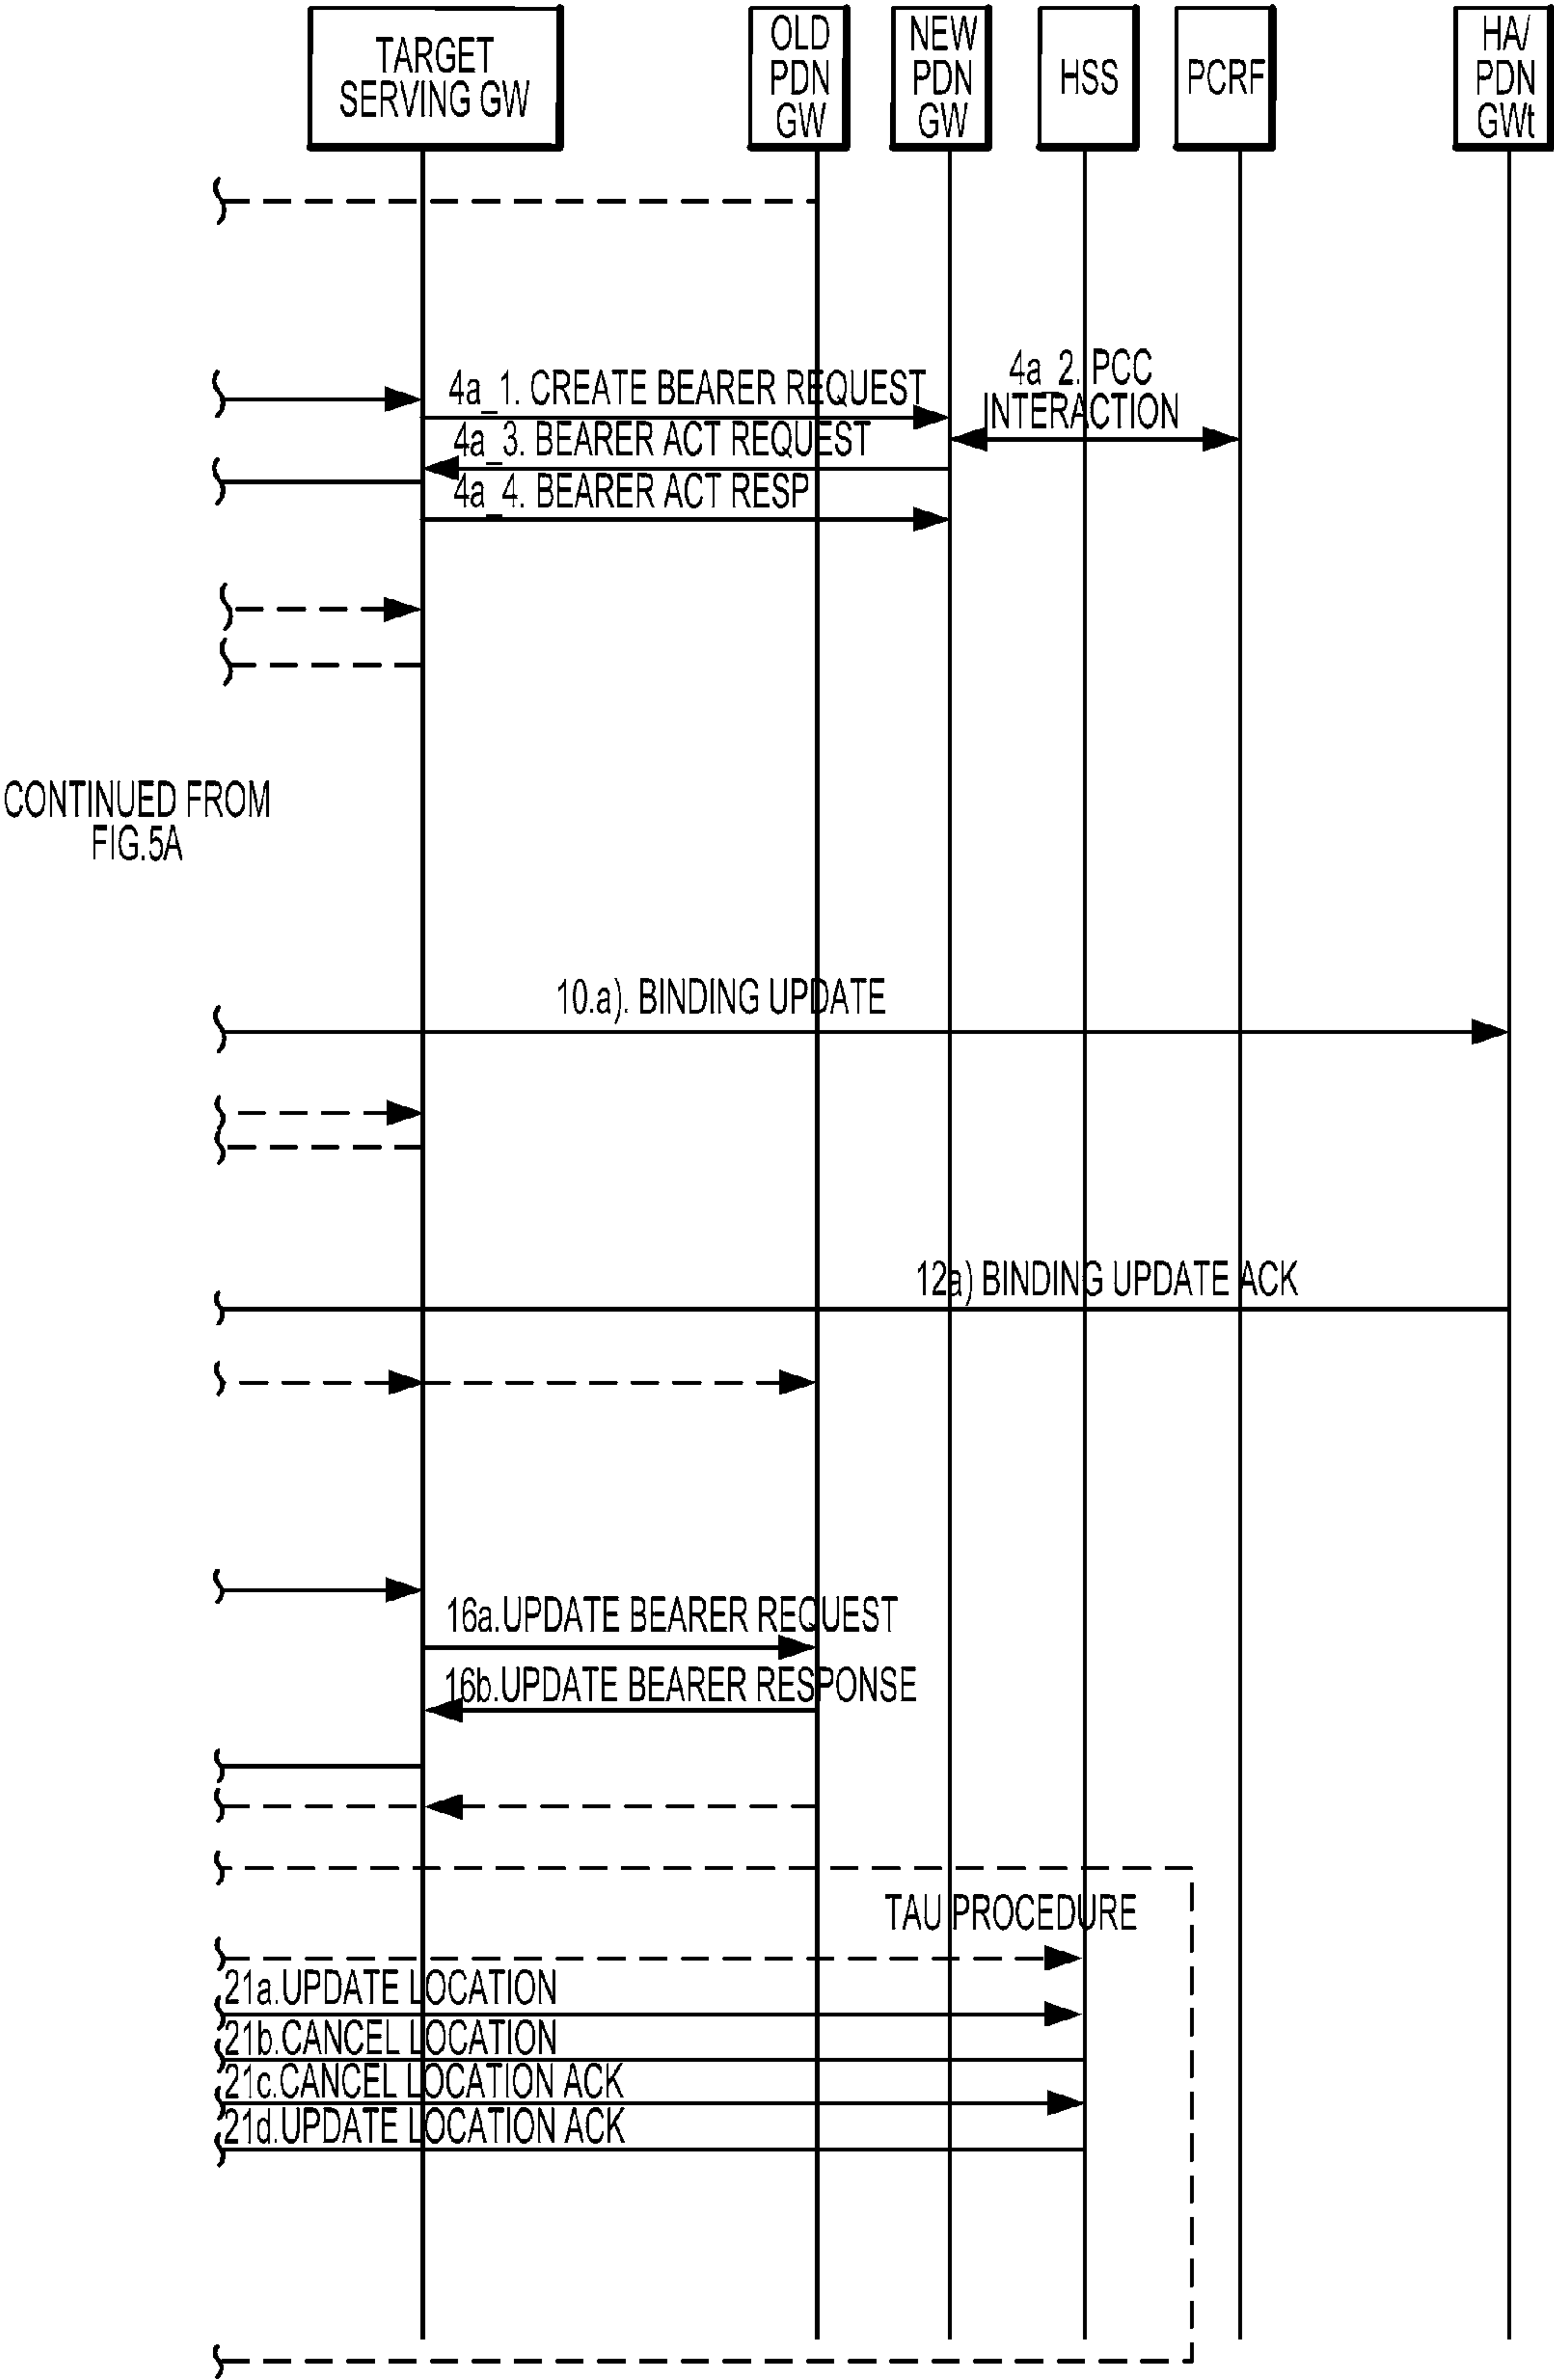 TARGET
SERVING GW
OLD
PDN
GW
NEW
PDN
GW
HSS
PCRF
HA/
PDN
GWt
4a_1. CREATE BEARER REQUEST
4a_2. PCC
INTERACTION
4a_3. BEARER ACT REQUEST
4a_4. BEARER ACT RESP
CONTINUED FROM
FIG.5A
10.a). BINDING UPDATE
12a) BINDING UPDATE ACK
16a.UPDATE BEARER REQUEST
16b.UPDATE BEARER RESPONSE
TAU PROCEDURE
21a.UPDATE LOCATION
21b.CANCEL LOCATION
21c.CANCEL LOCATION ACK
21d.UPDATE LOCATION ACK